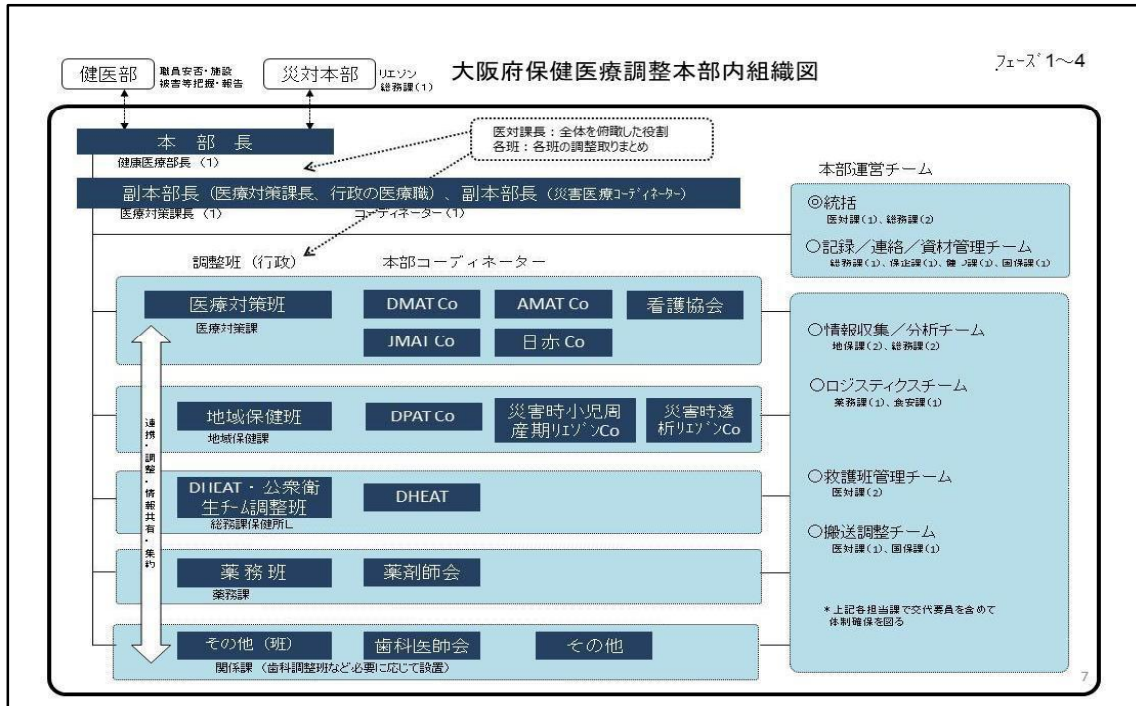 大阪府保健医療調整本部内組織図
フェーズ1～4
健医部
職員安否・施設
被害等把握・報告
災対本部
リエゾン
総務課(1)
本 部 長
健康医療部長（1）
医対課長：全体を俯瞰した役割
各班：各班の調整取りまとめ
副本部長（医療対策課長、行政の医療職）、副本部長（災害医療コーディネーター）
医療対策課長（1）
コーディネーター（1）
調整班（行政）
本部コーディネーター
医療対策班
医療対策課
DMAT Co
AMAT Co
看護協会
JMAT Co
日赤 Co
地域保健班
地域保健課
DPAT Co
災害時小児周
産期リエゾンCo
災害時透
析リエゾンCo
DHEAT・公衆衛
生チーム調整班
総務課保健所
DHEAT
薬 務 班
薬務課
薬剤師会
その他（班）
関係課（歯科調整班など必要に応じて設置）
歯科医師会
その他
連携・調整・情報共有・集約
本部運営チーム
◎統括
医対課(1)、総務課(2)
○記録／連絡／資材管理チーム
総務課(1)、保企課(1)、健づ課(1)、国保課(1)
○情報収集／分析チーム
地保課(2)、総務課(2)
○ロジスティクスチーム
薬務課(1)、食安課(1)
○救護班管理チーム
医対課(2)
○搬送調整チーム
医対課(1)、国保課(1)
＊上記各担当課で交代要員を含めて
体制確保を図る
7